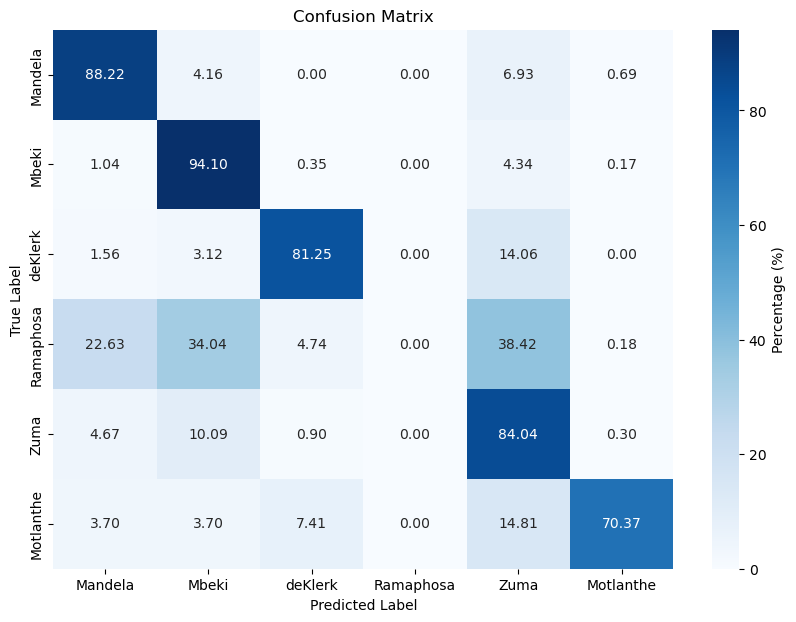 Confusion Matrix
True Label
Mandela 88.22 4.16 0.00 0.00 6.93 0.69
Mbeki 1.04 94.10 0.35 0.00 4.34 0.17
deKlerk 1.56 3.12 81.25 0.00 14.06 0.00
Ramaphosa 22.63 34.04 4.74 0.00 38.42 0.18
Zuma 4.67 10.09 0.90 0.00 84.04 0.30
Motlanthe 3.70 3.70 7.41 0.00 14.81 70.37
Mandela Mbeki deKlerk Ramaphosa Zuma Motlanthe
Predicted Label
80
60
40
20
0
Percentage (%)